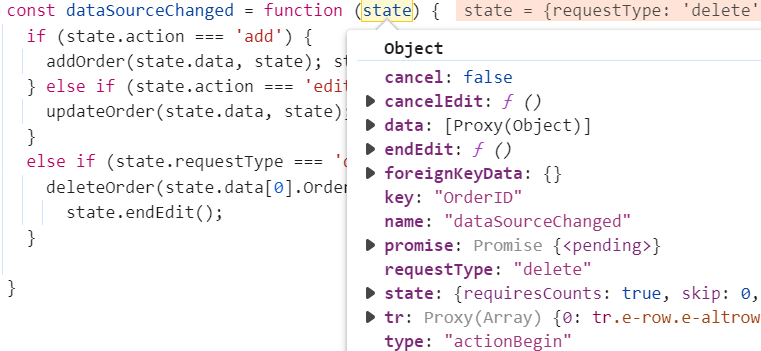 const dataSourceChanged = function (state) { state = {requestType: 'delete'
if (state.action === 'add') {
addOrder(state.data, state); st
} else if (state.action === 'edi
updateOrder(state.data, state);
}
else if (state.requestType === 'd
deleteOrder(state.data[0].Order
state.endEdit();
}
}
Object
cancel: false
cancelEdit: ƒ ()
data: [Proxy(Object)]
endEdit: ƒ ()
foreignKeyData: {}
key: "OrderID"
name: "dataSourceChanged"
promise: Promise {<pending>}
requestType: "delete"
state: {requiresCounts: true, skip: 0,
tr: Proxy(Array) {0: tr.e-row.e-altrow
type: "actionBegin"